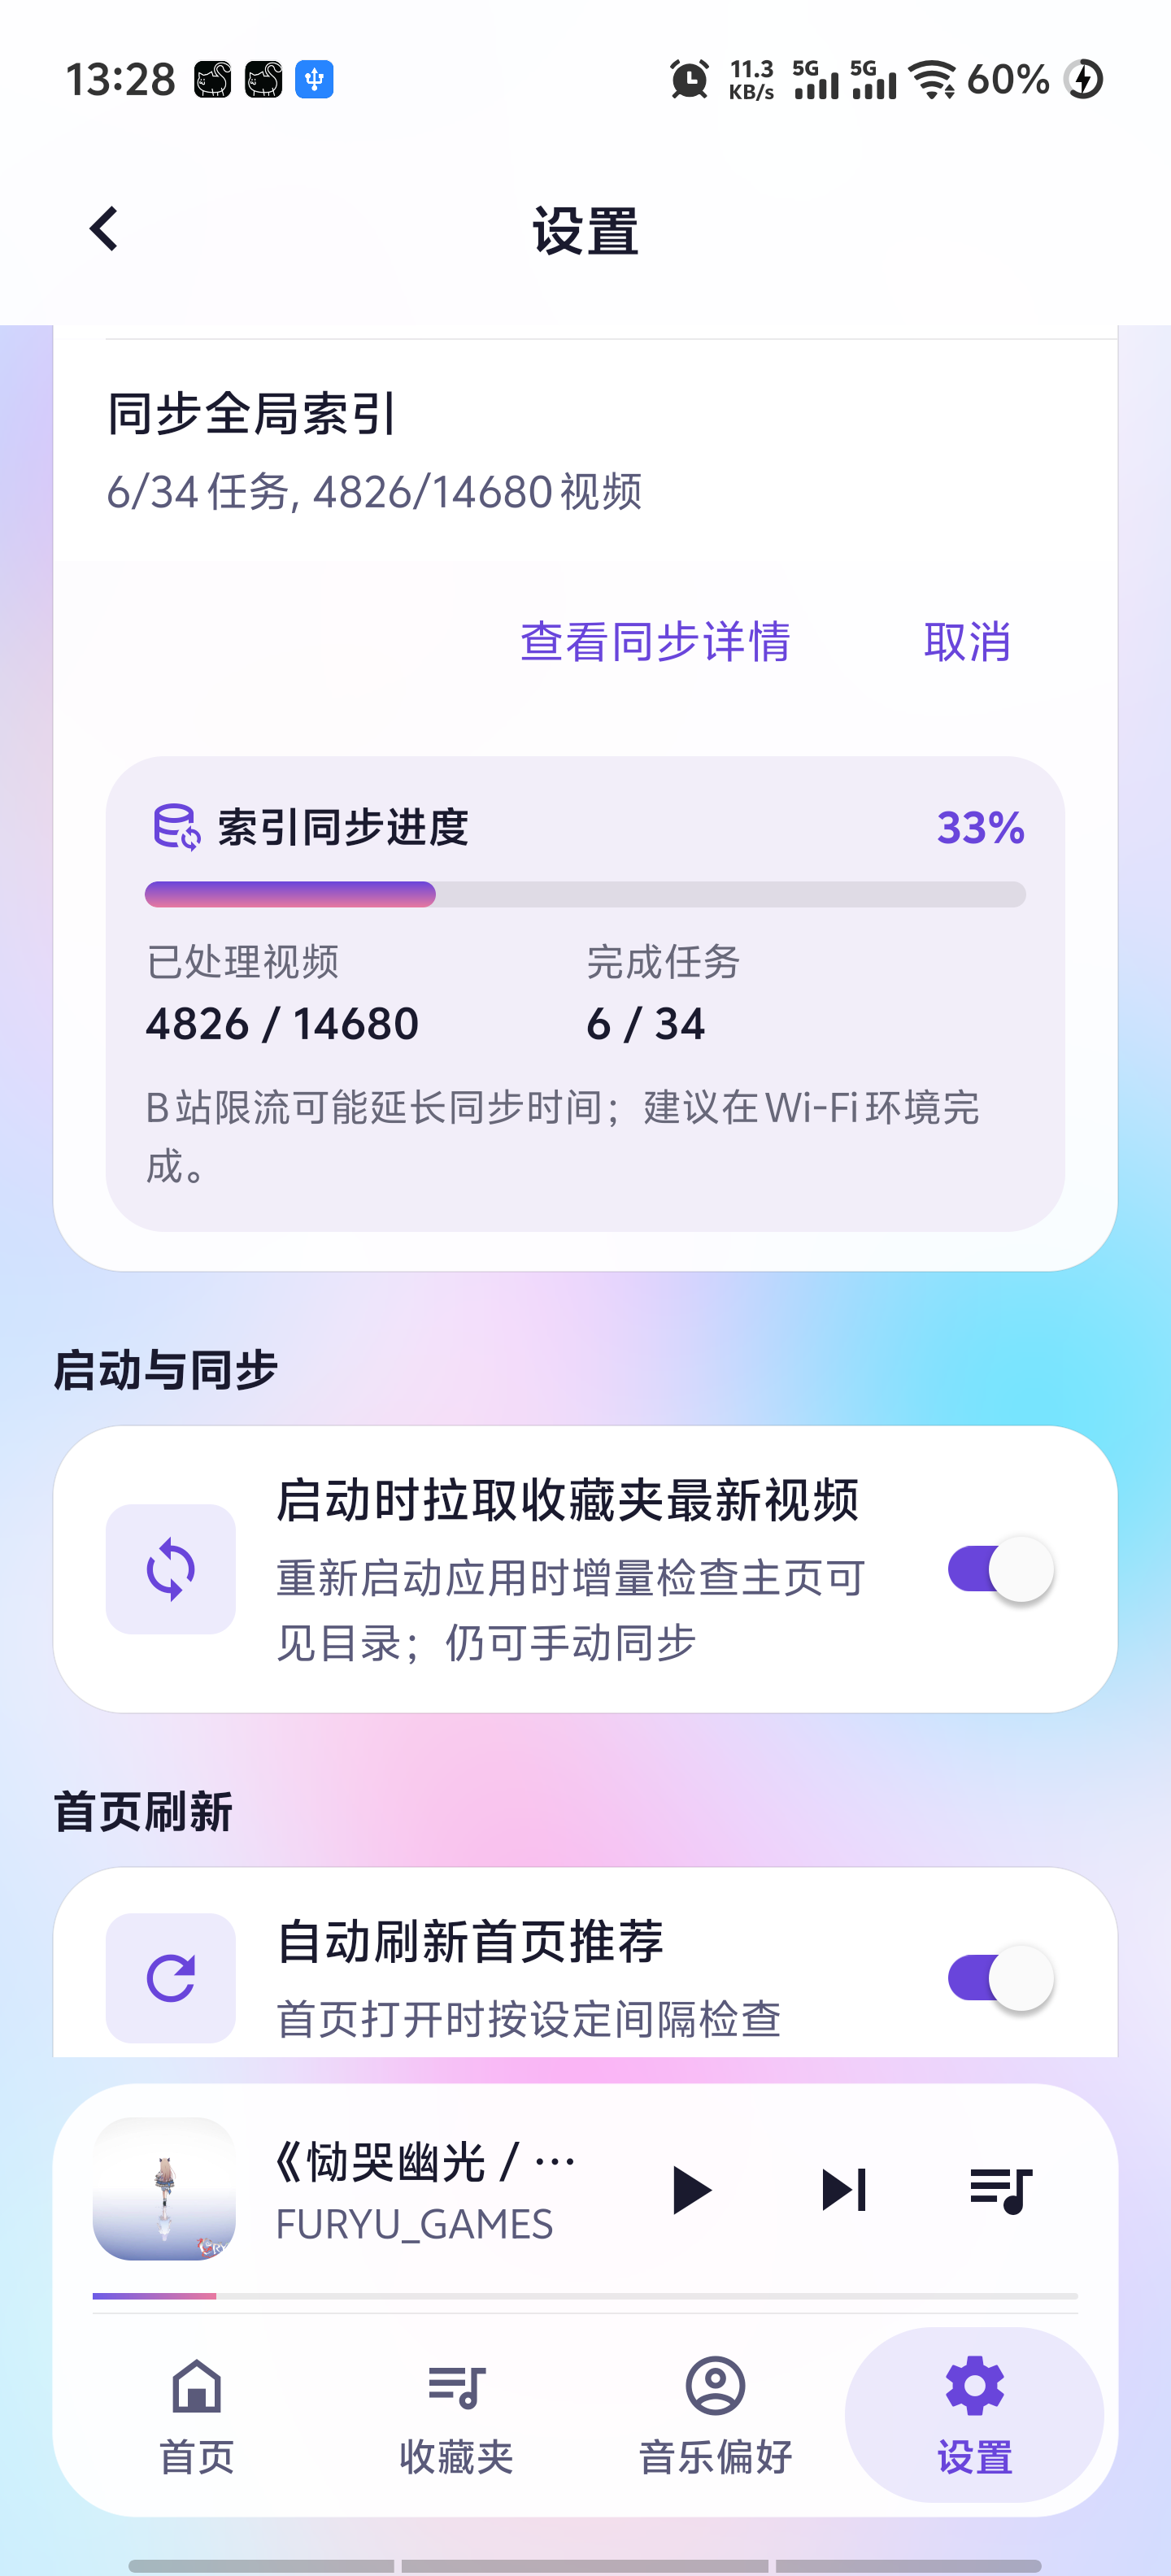 13:28
11.3 KB/s 5G 5G 60%
设置
同步全局索引
6/34 任务, 4826/14680 视频
查看同步详情 取消
索引同步进度 33%
已处理视频 完成任务
4826 / 14680 6 / 34
B站限流可能延长同步时间；建议在Wi-Fi环境完
成。
启动与同步
启动时拉取收藏夹最新视频
重新启动应用时增量检查主页可
见目录；仍可手动同步
首页刷新
自动刷新首页推荐
首页打开时按设定间隔检查
《恸哭幽光 / ···
FURYU_GAMES
首页 收藏夹 音乐偏好 设置